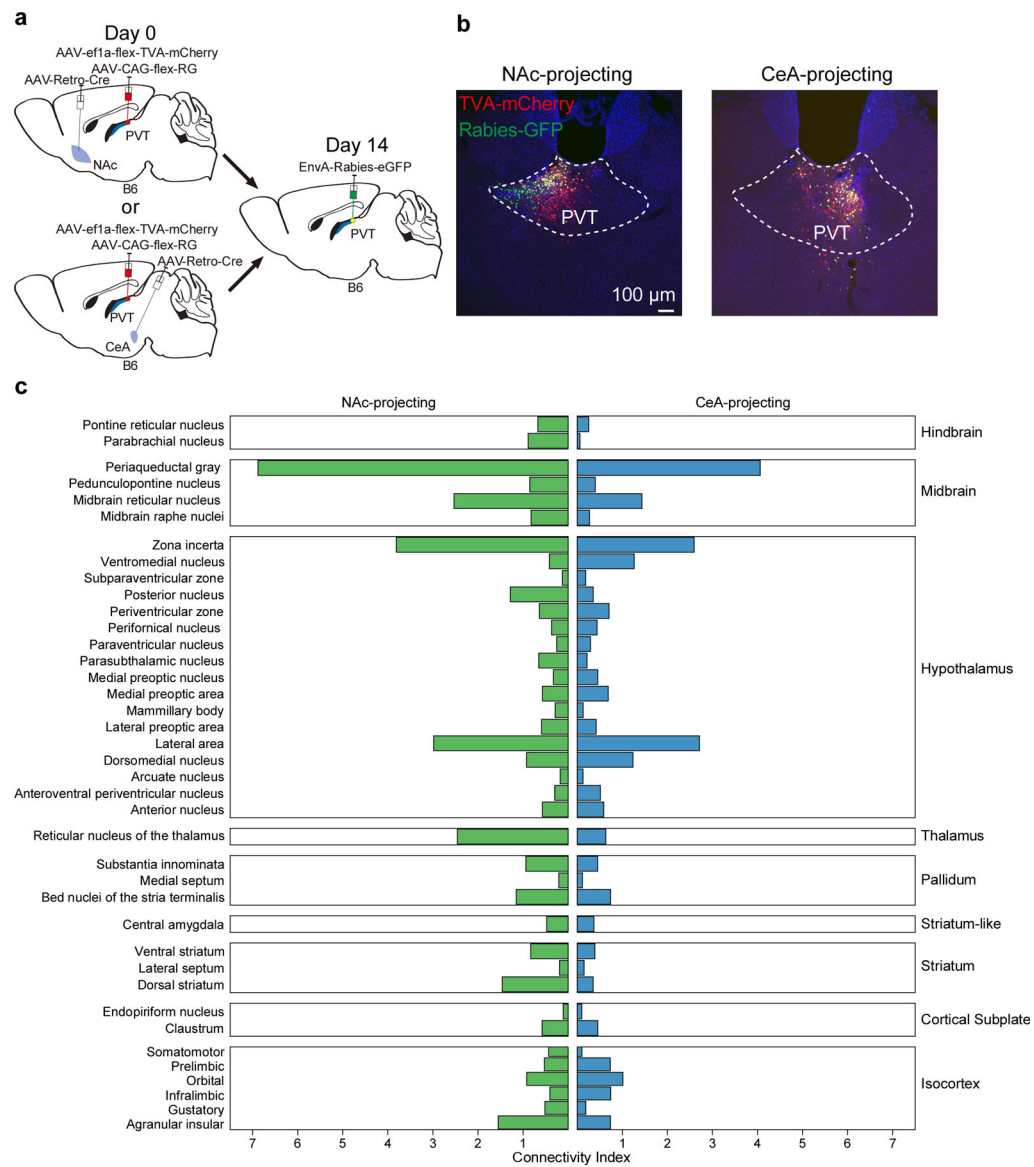 a
Day 0
AAV-ef1a-flex-TVA-mCherry
AAV-CAG-flex-RG
AAV-Retro-Cre
PVT
NAc
B6
or
AAV-ef1a-flex-TVA-mCherry
AAV-CAG-flex-RG
AAV-Retro-Cre
PVT
CeA
B6
Day 14
EnvA-Rabies-eGFP
PVT
B6
b
NAc-projecting
CeA-projecting
TVA-mCherry
Rabies-GFP
PVT
100 µm
PVT
c
NAc-projecting
CeA-projecting
Pontine reticular nucleus
Parabrachial nucleus
Hindbrain
Periaqueductal gray
Pedunculopontine nucleus
Midbrain reticular nucleus
Midbrain raphe nuclei
Midbrain
Zona incerta
Ventromedial nucleus
Subparaventricular zone
Posterior nucleus
Periventricular zone
Perifornical nucleus
Paraventricular nucleus
Parasubthalamic nucleus
Medial preoptic nucleus
Medial preoptic area
Mammillary body
Lateral preoptic area
Lateral area
Dorsomedial nucleus
Arcuate nucleus
Anteroventral periventricular nucleus
Anterior nucleus
Hypothalamus
Reticular nucleus of the thalamus
Thalamus
Substantia innominata
Medial septum
Bed nuclei of the stria terminalis
Pallidum
Central amygdala
Striatum-like
Ventral striatum
Lateral septum
Dorsal striatum
Striatum
Endopiriform nucleus
Claustrum
Cortical Subplate
Somatomotor
Prelimbic
Orbital
Infralimbic
Gustatory
Agranular insular
Isocortex
7 6 5 4 3 2 1 1 2 3 4 5 6 7
Connectivity Index